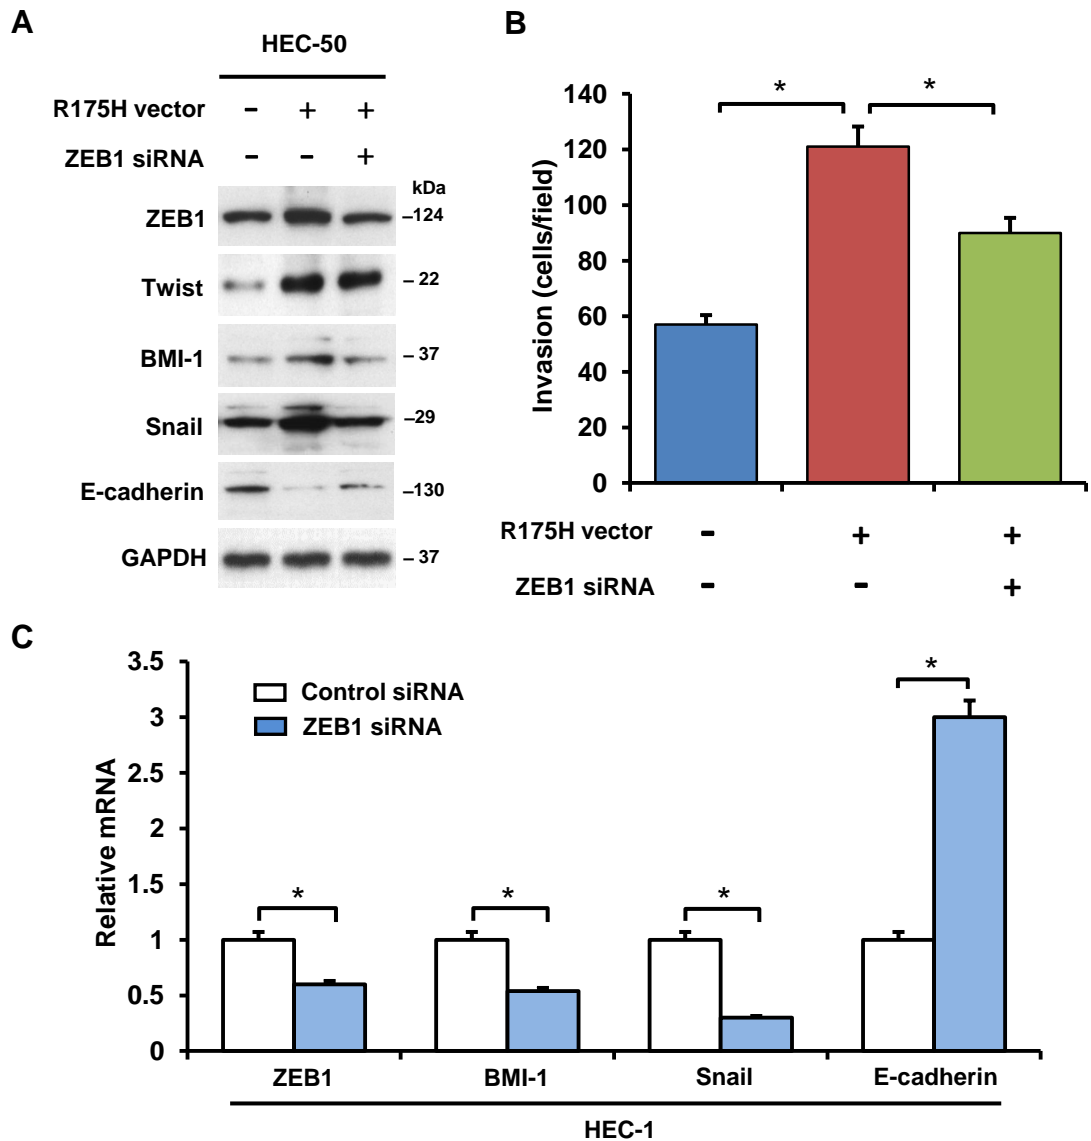 A
HEC-50
R175H vector - + +
ZEB1 siRNA - - +
kDa
ZEB1 –124
Twist – 22
BMI-1 – 37
Snail –29
E-cadherin –130
GAPDH – 37
B
* *
140
120
100
80
60
40
20
0
Invasion (cells/field)
R175H vector - + +
ZEB1 siRNA - - +
C
3.5
3
2.5
2
1.5
1
0.5
0
Relative mRNA
Control siRNA
ZEB1 siRNA
* * * *
ZEB1 BMI-1 Snail E-cadherin
HEC-1